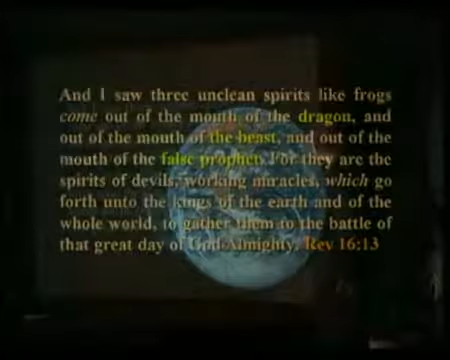 And I saw three unclean spirits like frogs
come out of the mouth of the dragon, and
out of the mouth of the beast, and out of the
mouth of the false prophet. For they are the
spirits of devils, working miracles, which go
forth unto the kings of the earth and of the
whole world, to gather them to the battle of
that great day of God Almighty. Rev 16:13